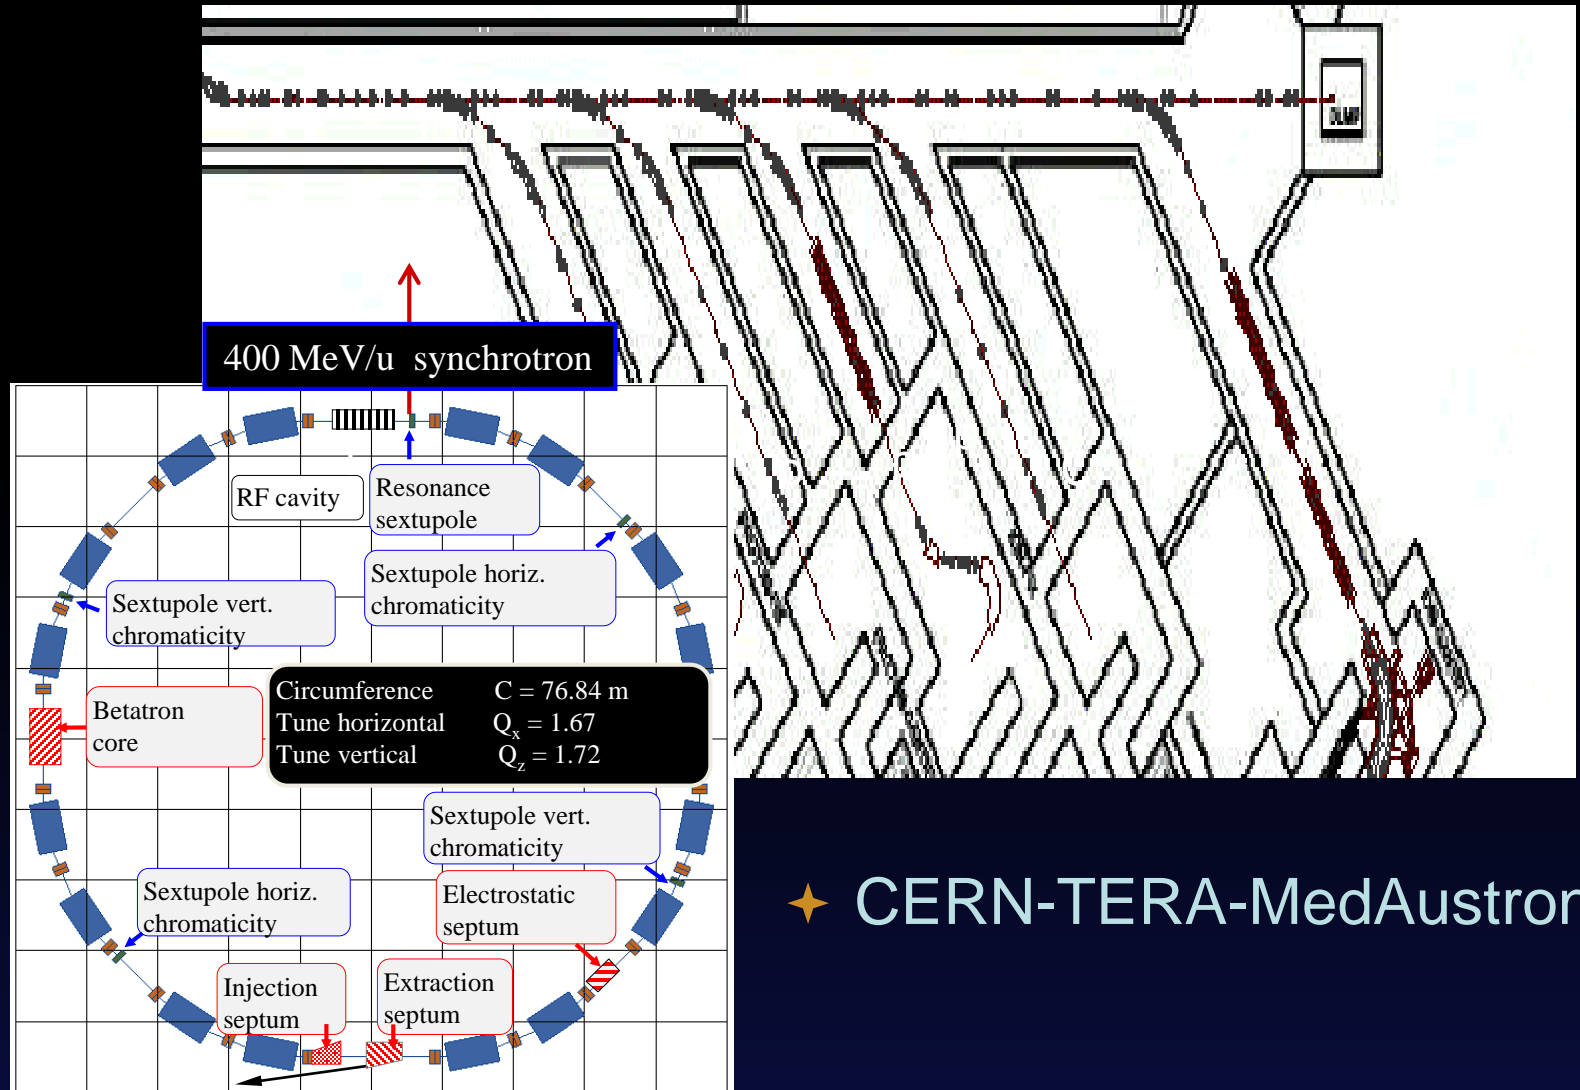 400 MeV/u synchrotron
RF cavity
Resonance
sextupole
Sextupole horiz.
chromaticity
Sextupole vert.
chromaticity
Circumference C = 76.84 m
Tune horizontal Qx = 1.67
Tune vertical Qz = 1.72
Betatron
core
Sextupole vert.
chromaticity
Sextupole horiz.
chromaticity
Electrostatic
septum
Injection
septum
Extraction
septum
CERN-TERA-MedAustron